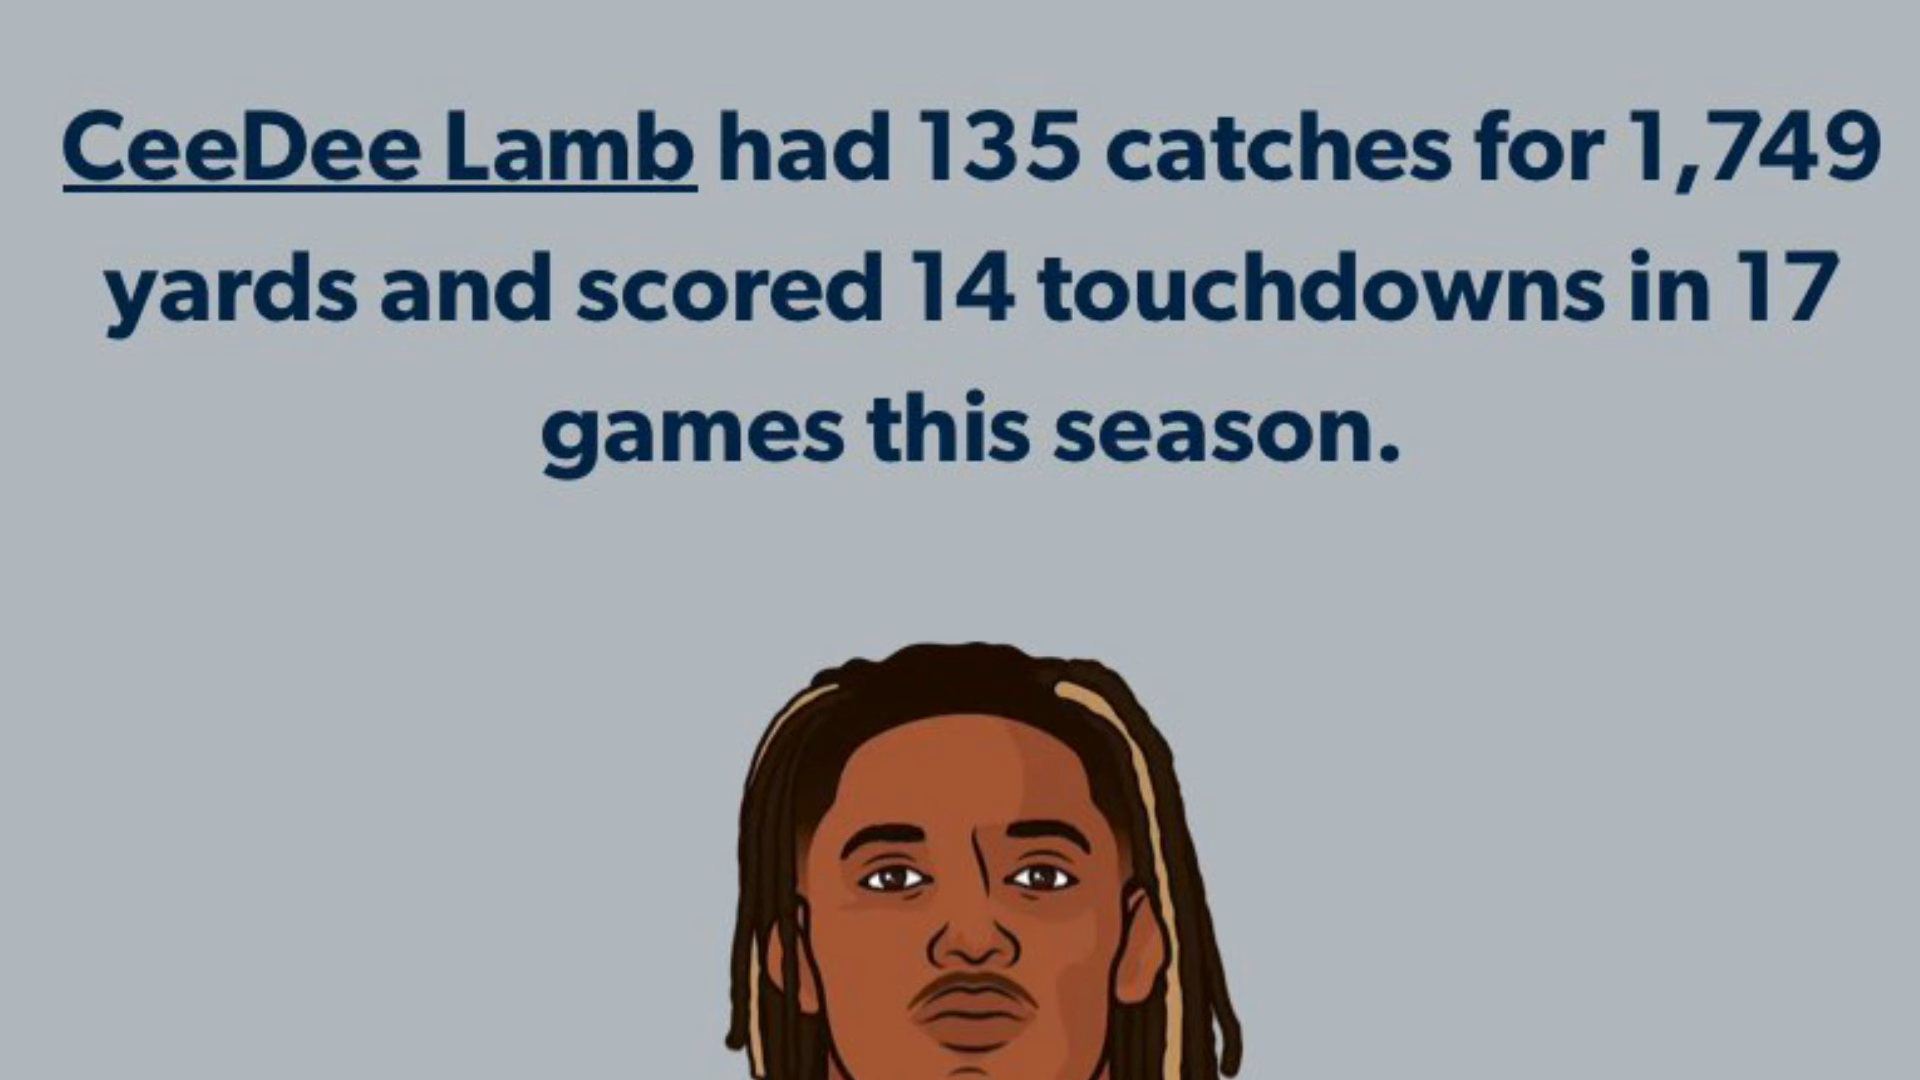 CeeDee Lamb had 135 catches for 1,749
yards and scored 14 touchdowns in 17
games this season.